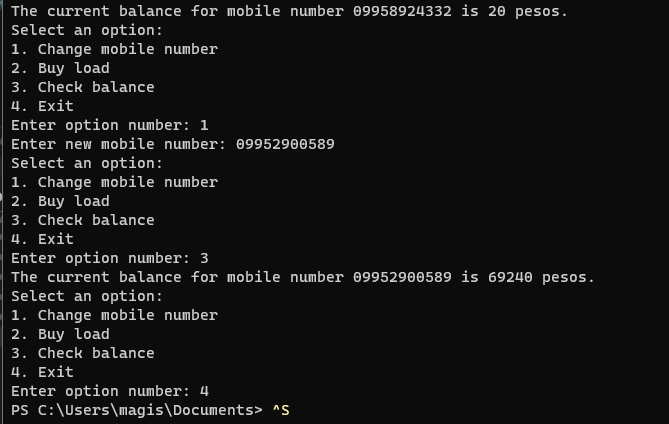 The current balance for mobile number 09958924332 is 20 pesos.
Select an option:
1. Change mobile number
2. Buy load
3. Check balance
4. Exit
Enter option number: 1
Enter new mobile number: 09952900589
Select an option:
1. Change mobile number
2. Buy load
3. Check balance
4. Exit
Enter option number: 3
The current balance for mobile number 09952900589 is 69240 pesos.
Select an option:
1. Change mobile number
2. Buy load
3. Check balance
4. Exit
Enter option number: 4
PS C:\Users\magis\Documents> ^S